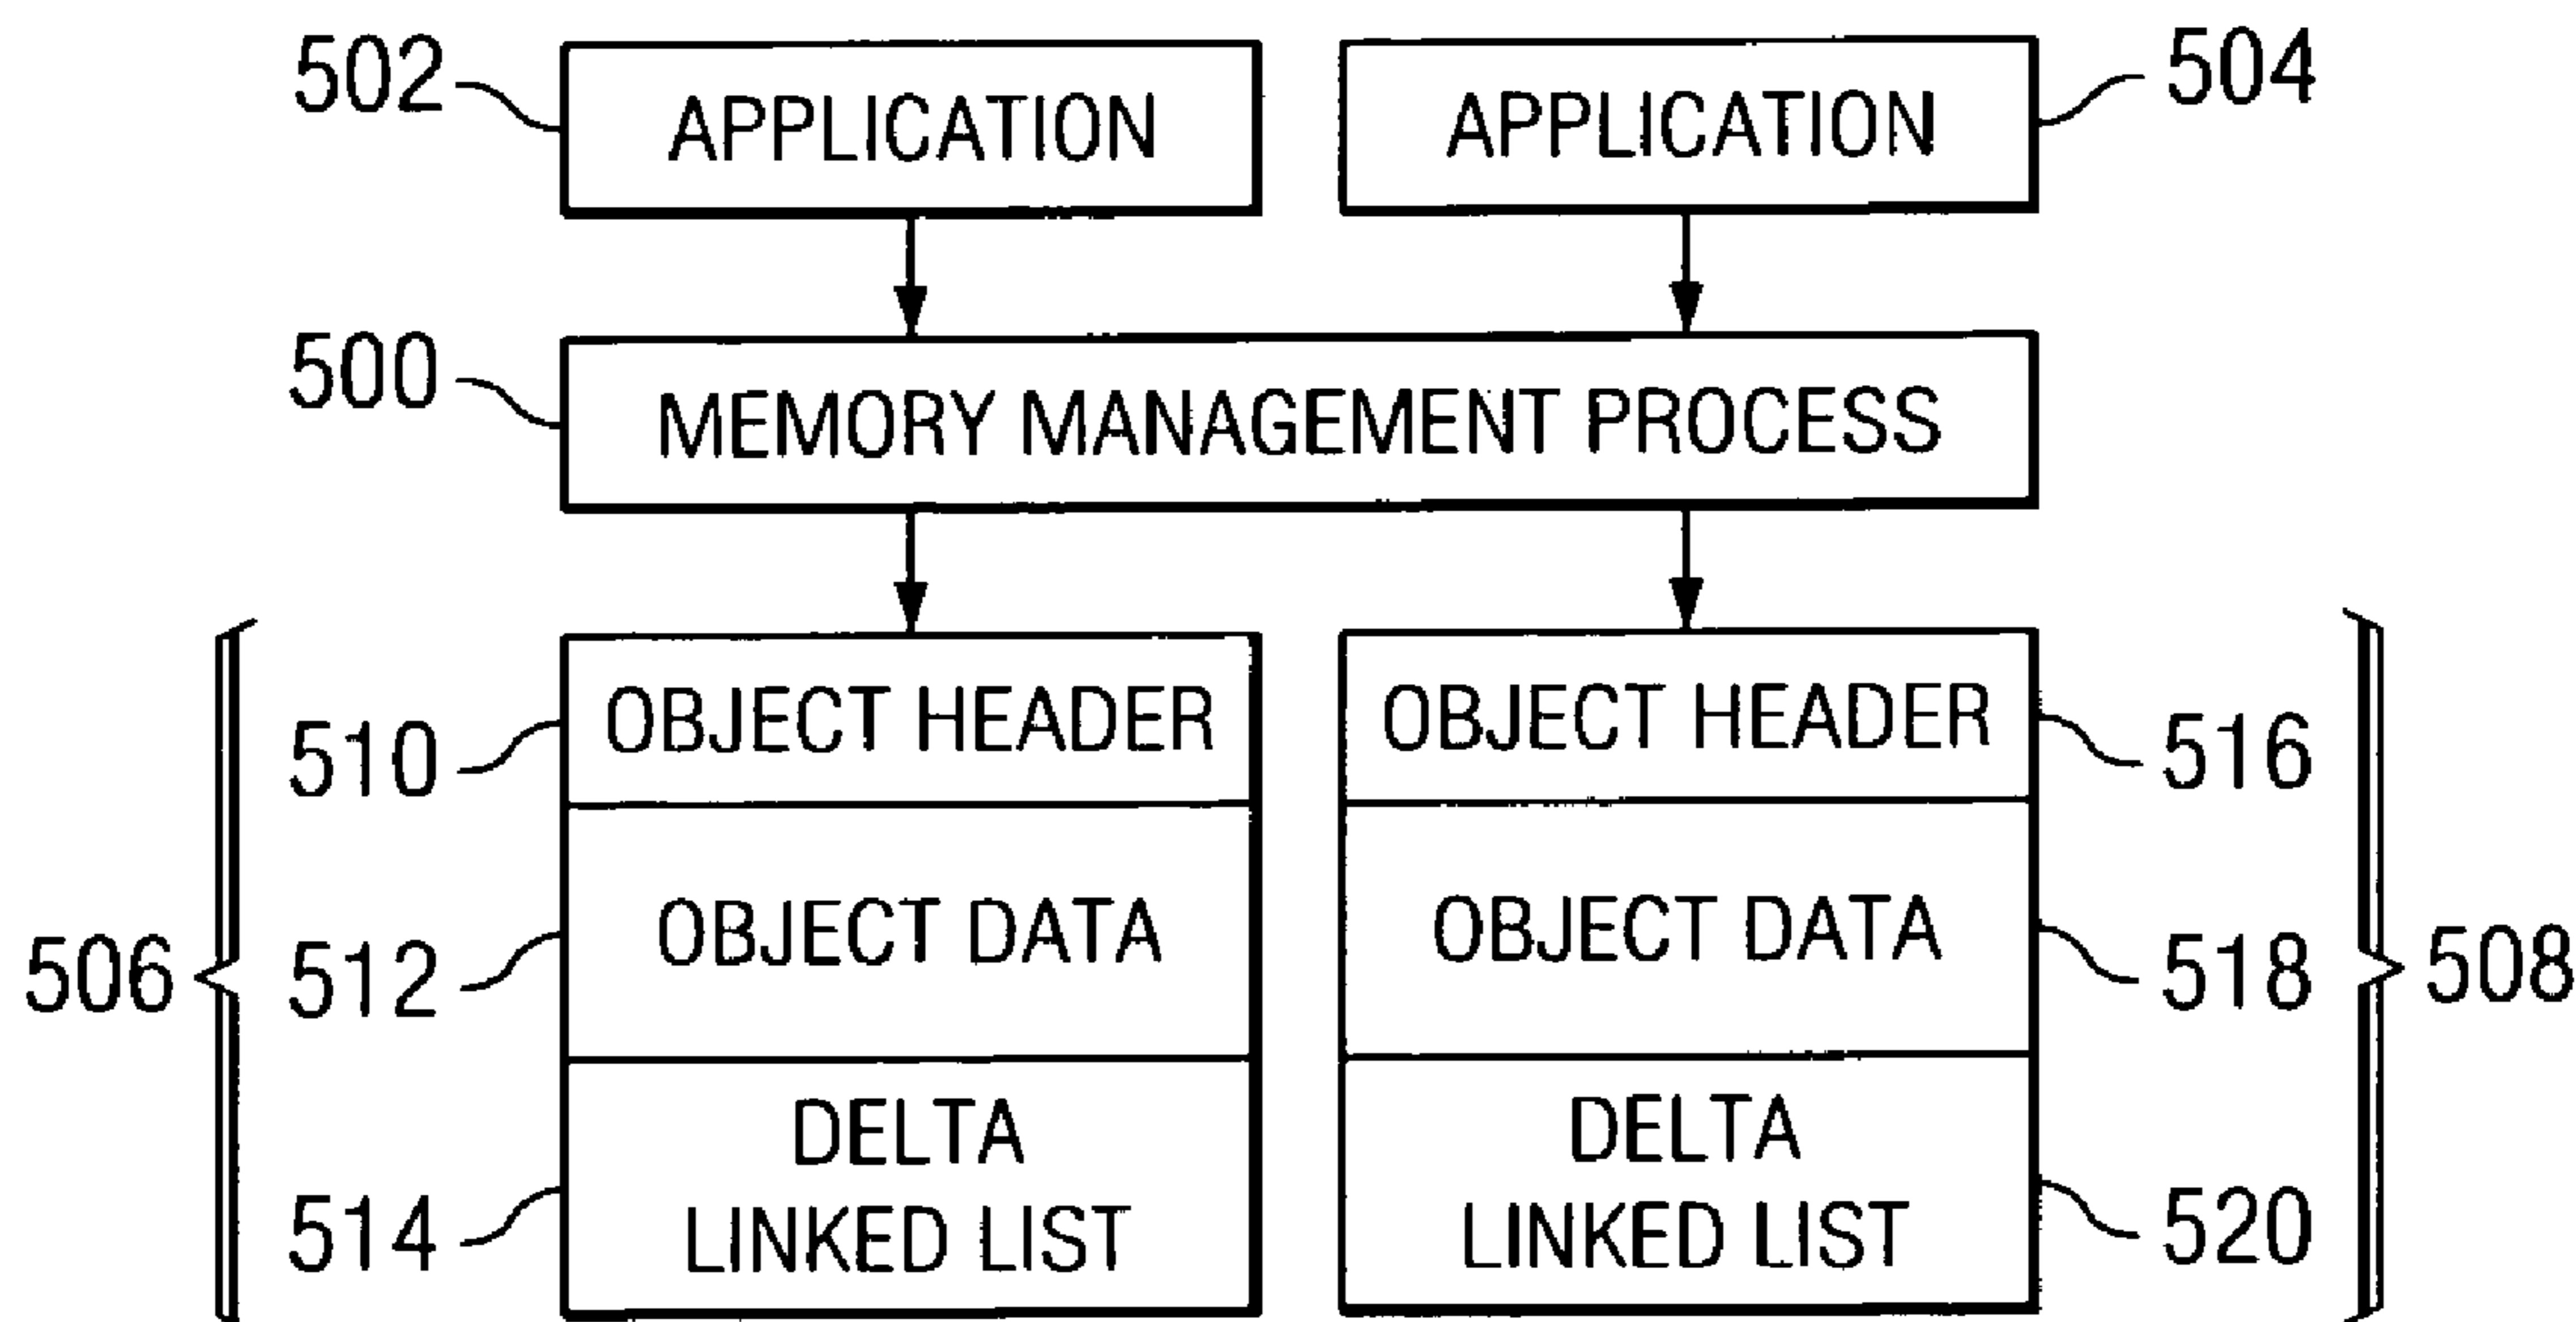 502 APPLICATION APPLICATION 504
500 MEMORY MANAGEMENT PROCESS
510 OBJECT HEADER OBJECT HEADER 516
506 512 OBJECT DATA OBJECT DATA 518 508
DELTA DELTA
514 LINKED LIST LINKED LIST 520